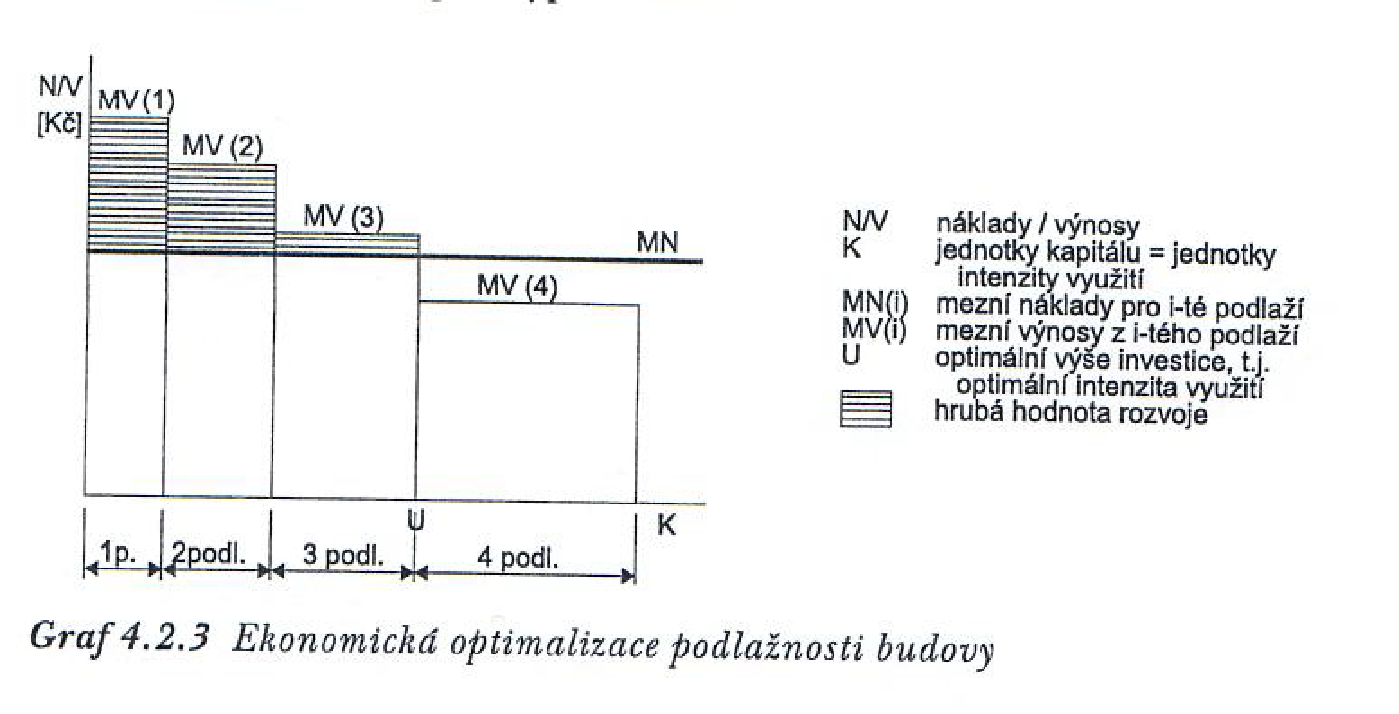 N/V
[Kč]
MV (1)
MV (2)
MV (3)
MN
MV (4)
U
K
1p.
2podl.
3 podl.
4 podl.
N/V náklady / výnosy
K jednotky kapitálu = jednotky
intenzity využití
MN(i) mezní náklady pro i-té podlaží
MV(i) mezní výnosy z i-tého podlaží
U optimální výše investice, t.j.
optimální intenzita využití
hrubá hodnota rozvoje
Graf 4.2.3 Ekonomická optimalizace podlažnosti budovy